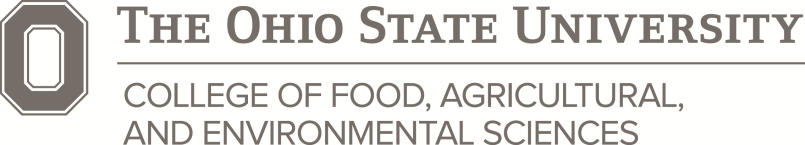 THE OHIO STATE UNIVERSITY
COLLEGE OF FOOD, AGRICULTURAL,
AND ENVIRONMENTAL SCIENCES